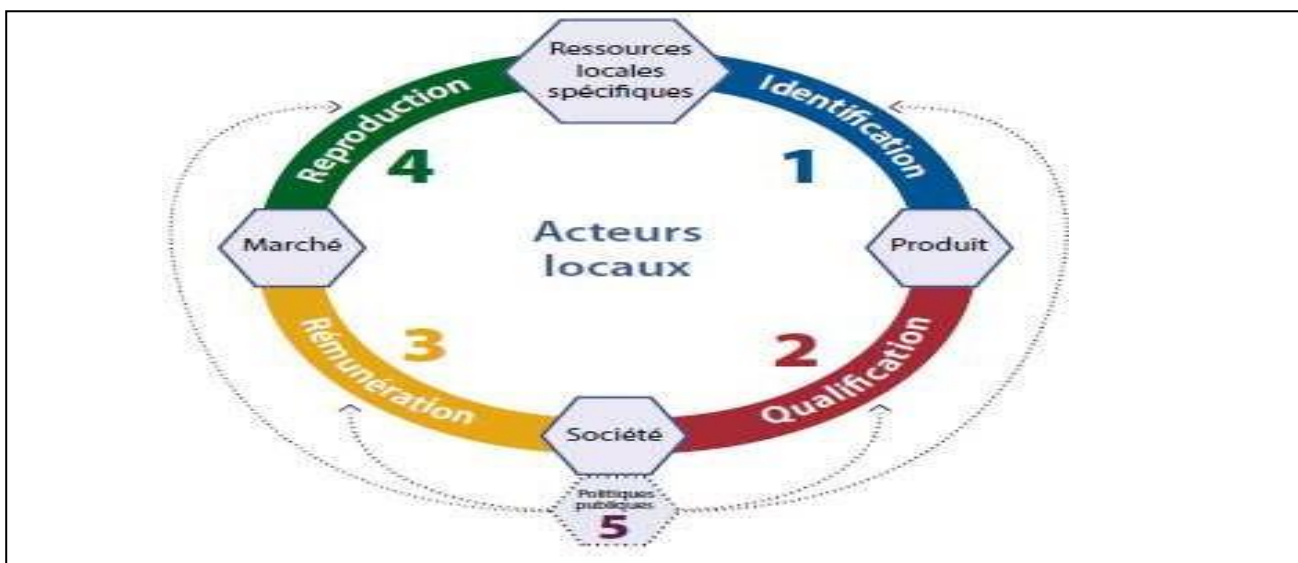 Ressources
locales
spécifiques
Identification
1
Produit
Qualification
2
Société
Rémunération
3
Marché
Reproduction
4
Acteurs
locaux
Politiques
publiques
5